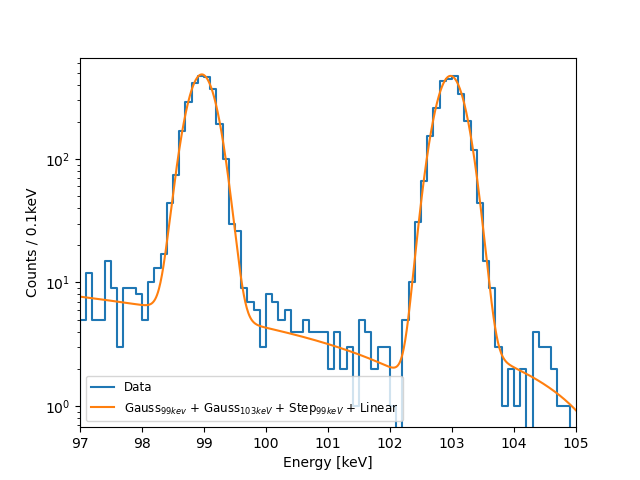 10²
10¹
10⁰
Counts / 0.1keV
Data
Gauss₉₉ₖₑᵥ + Gauss₁₀₃ₖₑV + Step₉₉ₖₑV + Linear
97 98 99 100 101 102 103 104 105
Energy [keV]